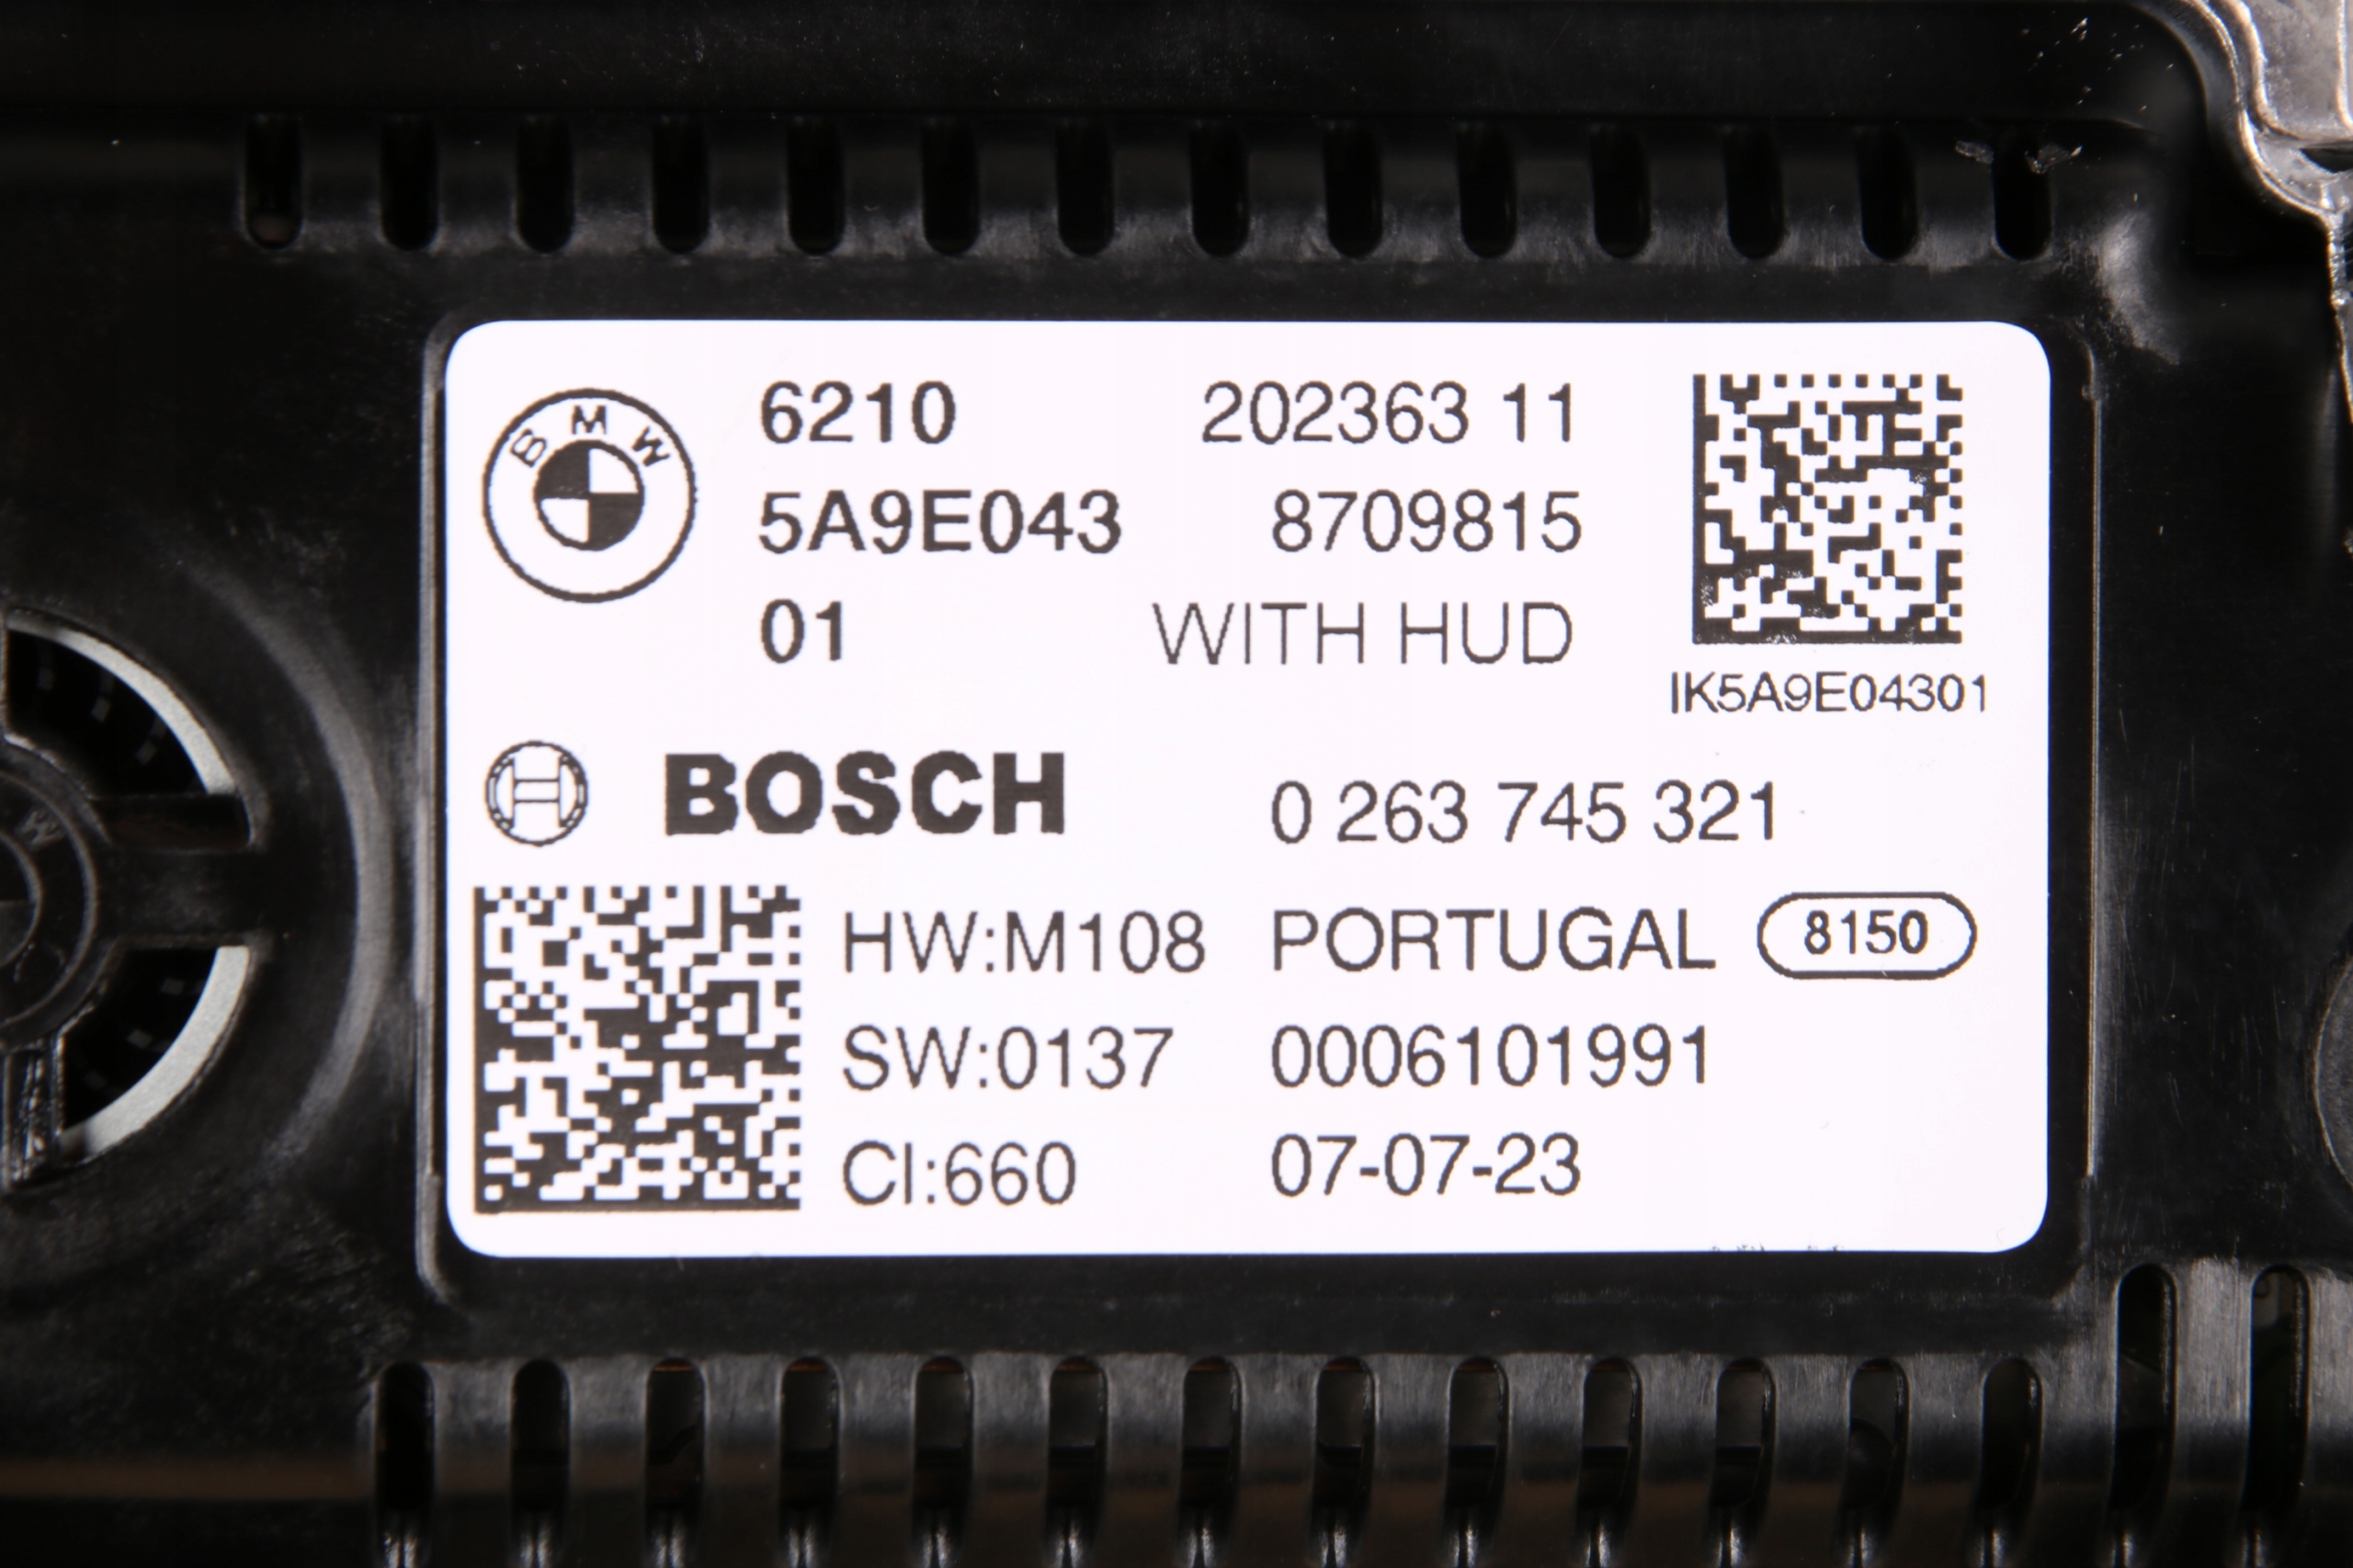 BMW
6210 202363 11
5A9E043 8709815
01 WITH HUD
IK5A9E04301
BOSCH 0 263 745 321
HW:M108 PORTUGAL 8150
SW:0137 0006101991
CI:660 07-07-23